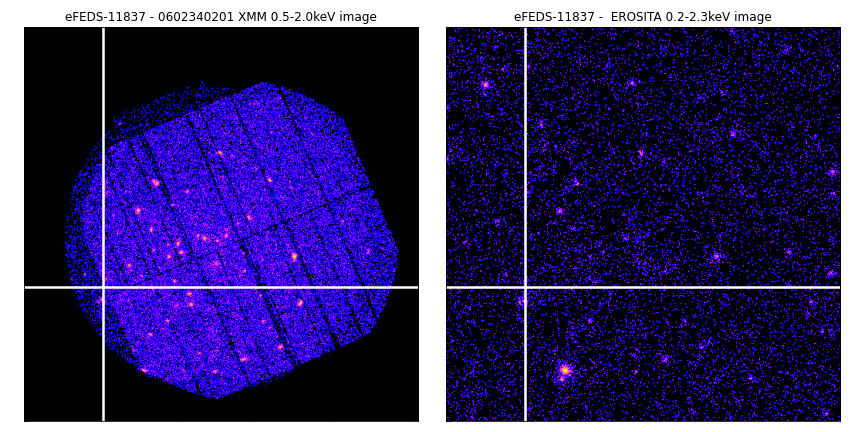 eFEDS-11837 - 0602340201 XMM 0.5-2.0keV image
eFEDS-11837 -  EROSITA 0.2-2.3keV image